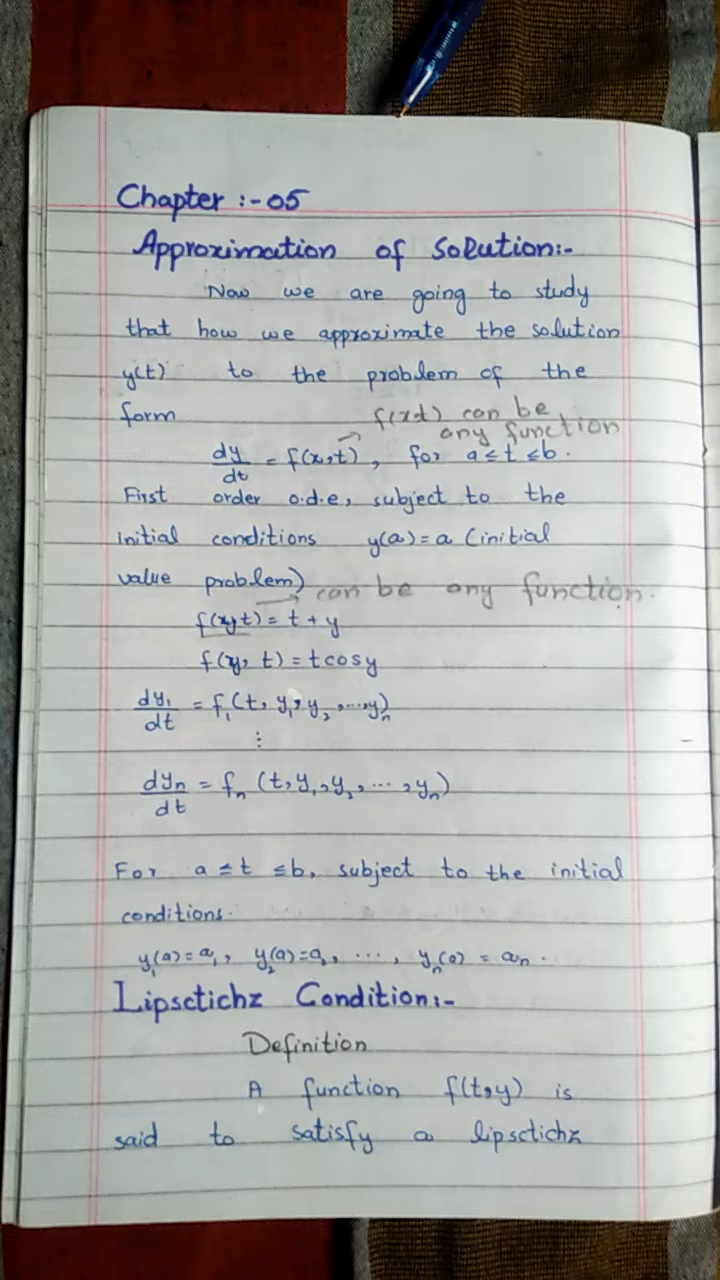 Chapter :- 05
Approximation of Solution:-
Now we are going to study
that how we approximate the solution
y(t) to the problem of the
form
f(x,t) can be
any function
dy/dt = f(x,t), for a ≤ t ≤ b.
First order o.d.e, subject to the
initial conditions y(a) = a (initial
value problem)
can be any function.
f(y,t) = t + y
f(y, t) = t cos y
dy₁/dt = f₁(t, y₁, y₂, ....., yₙ)
⋮
dyₙ/dt = fₙ (t, y₁, y₂, ... , yₙ)
For a ≤ t ≤ b, subject to the initial
conditions.
y₁(a) = a₁, y₂(a) = a₂, ..., yₙ(a) = aₙ.
Lipsctichz Condition:-
Definition
A function f(t,y) is
said to satisfy a lipsctichz